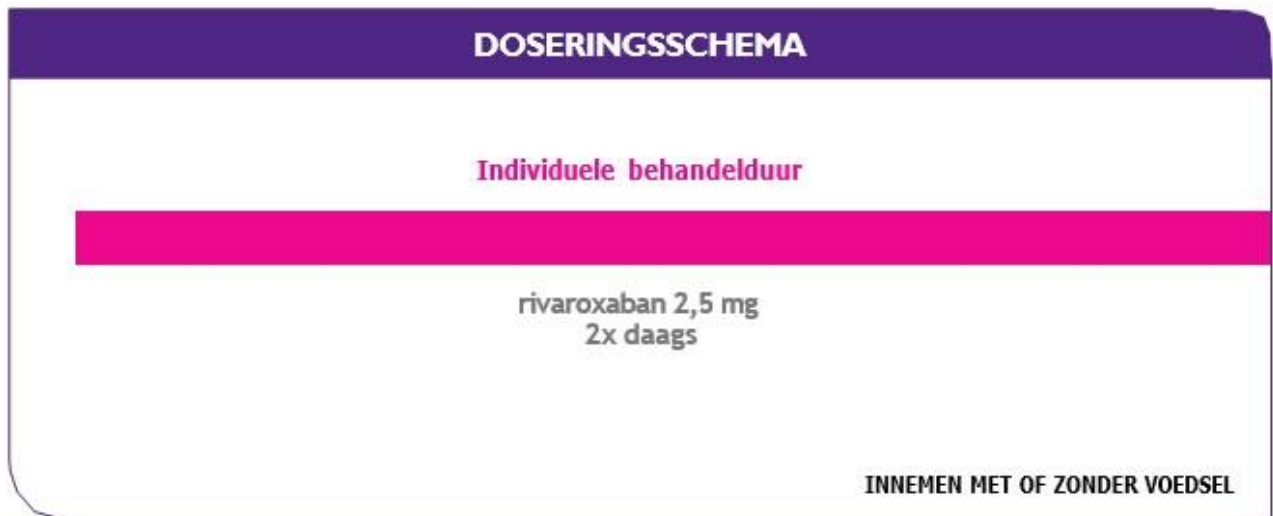 DOSERINGSSCHEMA
Individuele behandelduur
rivaroxaban 2,5 mg
2x daags
INNEMEN MET OF ZONDER VOEDSEL